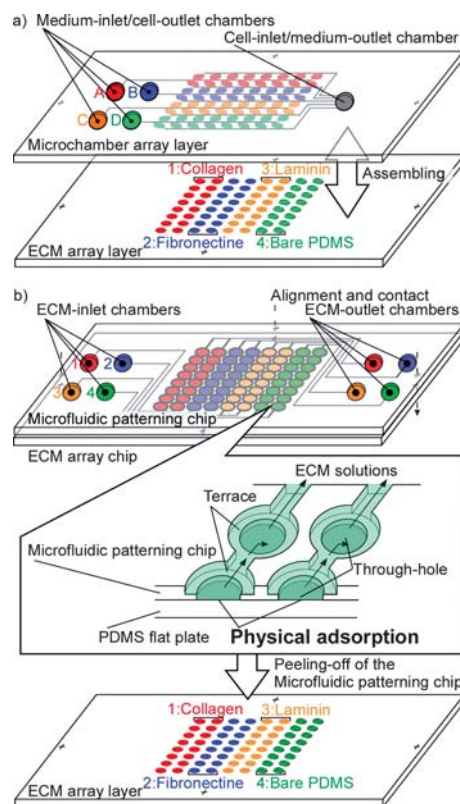 a)
Medium-inlet/cell-outlet chambers
Cell-inlet/medium-outlet chamber
A
B
C
D
Microchamber array layer
1:Collagen
3:Laminin
Assembling
2:Fibronectine
4:Bare PDMS
ECM array layer
b)
Alignment and contact
ECM-inlet chambers
ECM-outlet chambers
1
2
3
4
Microfluidic patterning chip
ECM array chip
ECM solutions
Terrace
Microfluidic patterning chip
Through-hole
PDMS flat plate
Physical adsorption
Peeling-off of the
Microfluidic patterning chip
1:Collagen
3:Laminin
2:Fibronectine
4:Bare PDMS
ECM array layer